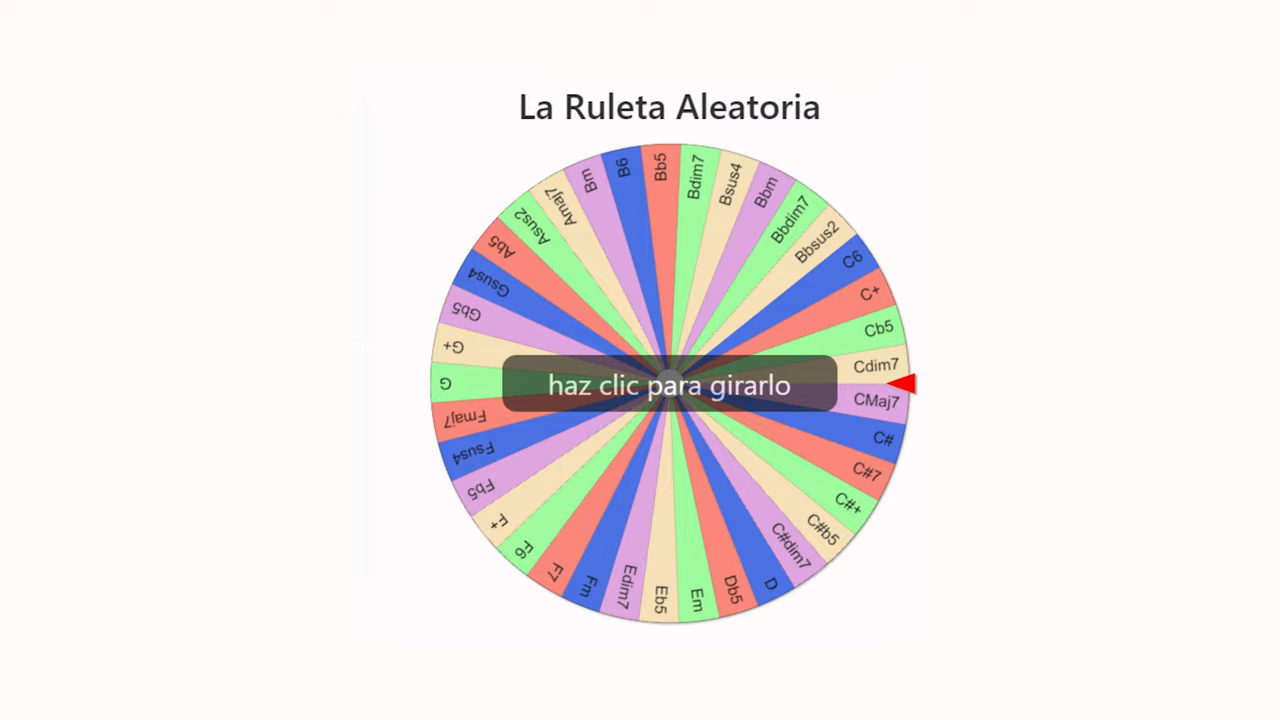 La Ruleta Aleatoria
Bb5
Bdim7
Bsus4
Bbm
Bbdim7
Bbsus2
C6
C+
Cb5
Cdim7
CMaj7
C#
C#7
C#+
C#b5
C#dim7
D
Db5
Em
Eb5
Edim7
Fm
F7
F6
F+
Fb5
Fsus4
Fmaj7
G
G+
Gb5
Gsus4
Ab5
Asus2
Amaj7
Bm
B6
haz clic para girarlo